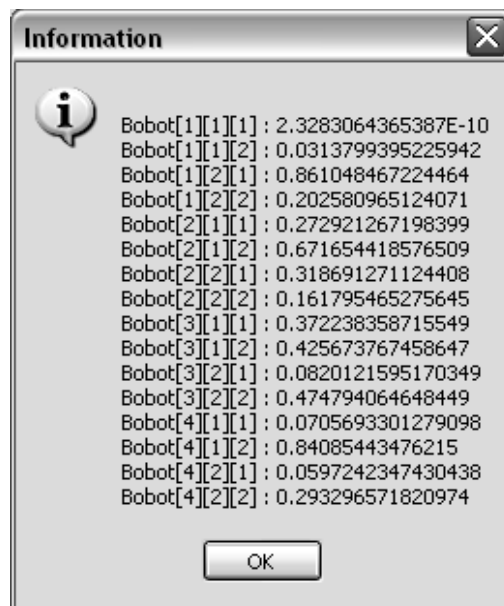 Information
Bobot[1][1][1] : 2.3283064365387E-10
Bobot[1][1][2] : 0.0313799395225942
Bobot[1][2][1] : 0.861048467224464
Bobot[1][2][2] : 0.202580965124071
Bobot[2][1][1] : 0.272921267198399
Bobot[2][1][2] : 0.671654418576509
Bobot[2][2][1] : 0.318691271124408
Bobot[2][2][2] : 0.161795465275645
Bobot[3][1][1] : 0.372238358715549
Bobot[3][1][2] : 0.425673767458647
Bobot[3][2][1] : 0.0820121595170349
Bobot[3][2][2] : 0.474794064648449
Bobot[4][1][1] : 0.0705693301279098
Bobot[4][1][2] : 0.84085443476215
Bobot[4][2][1] : 0.0597242347430438
Bobot[4][2][2] : 0.293296571820974
OK